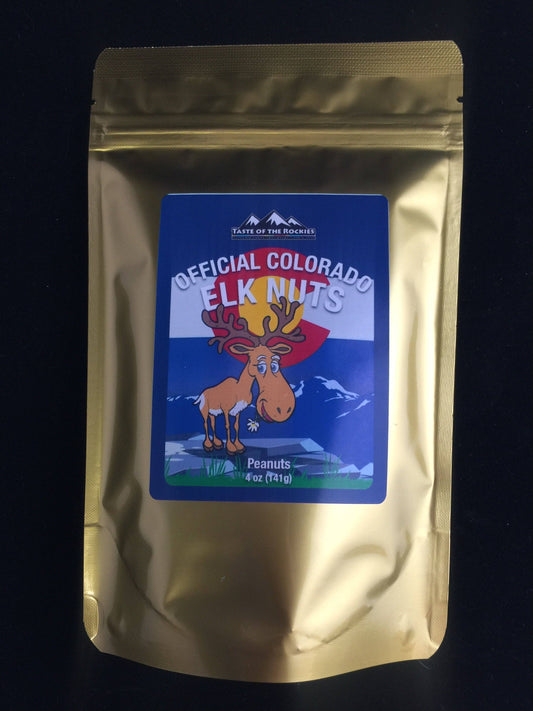 TASTE OF THE ROCKIES
OFFICIAL COLORADO
ELK NUTS
Peanuts
4 oz (141g)